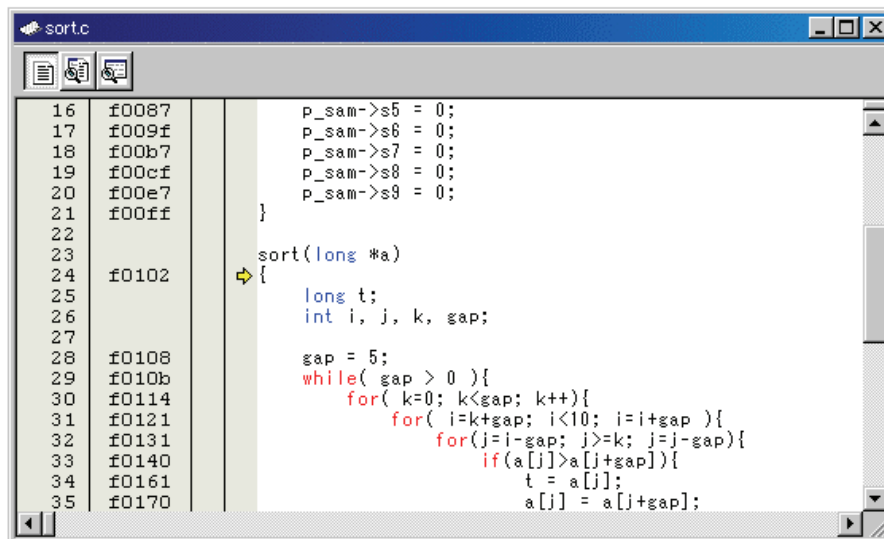 sort.c
16 f0087 p_sam->s5 = 0;
17 f009f p_sam->s6 = 0;
18 f00b7 p_sam->s7 = 0;
19 f00cf p_sam->s8 = 0;
20 f00e7 p_sam->s9 = 0;
21 f00ff }
22
23 sort(long *a)
24 f0102 {
25 long t;
26 int i, j, k, gap;
27
28 f0108 gap = 5;
29 f010b while( gap > 0 ){
30 f0114 for( k=0; k<gap; k++){
31 f0121 for( i=k+gap; i<10; i=i+gap ){
32 f0131 for(j=i-gap; j>=k; j=j-gap){
33 f0140 if(a[j]>a[j+gap]){
34 f0161 t = a[j];
35 f0170 a[j] = a[j+gap];